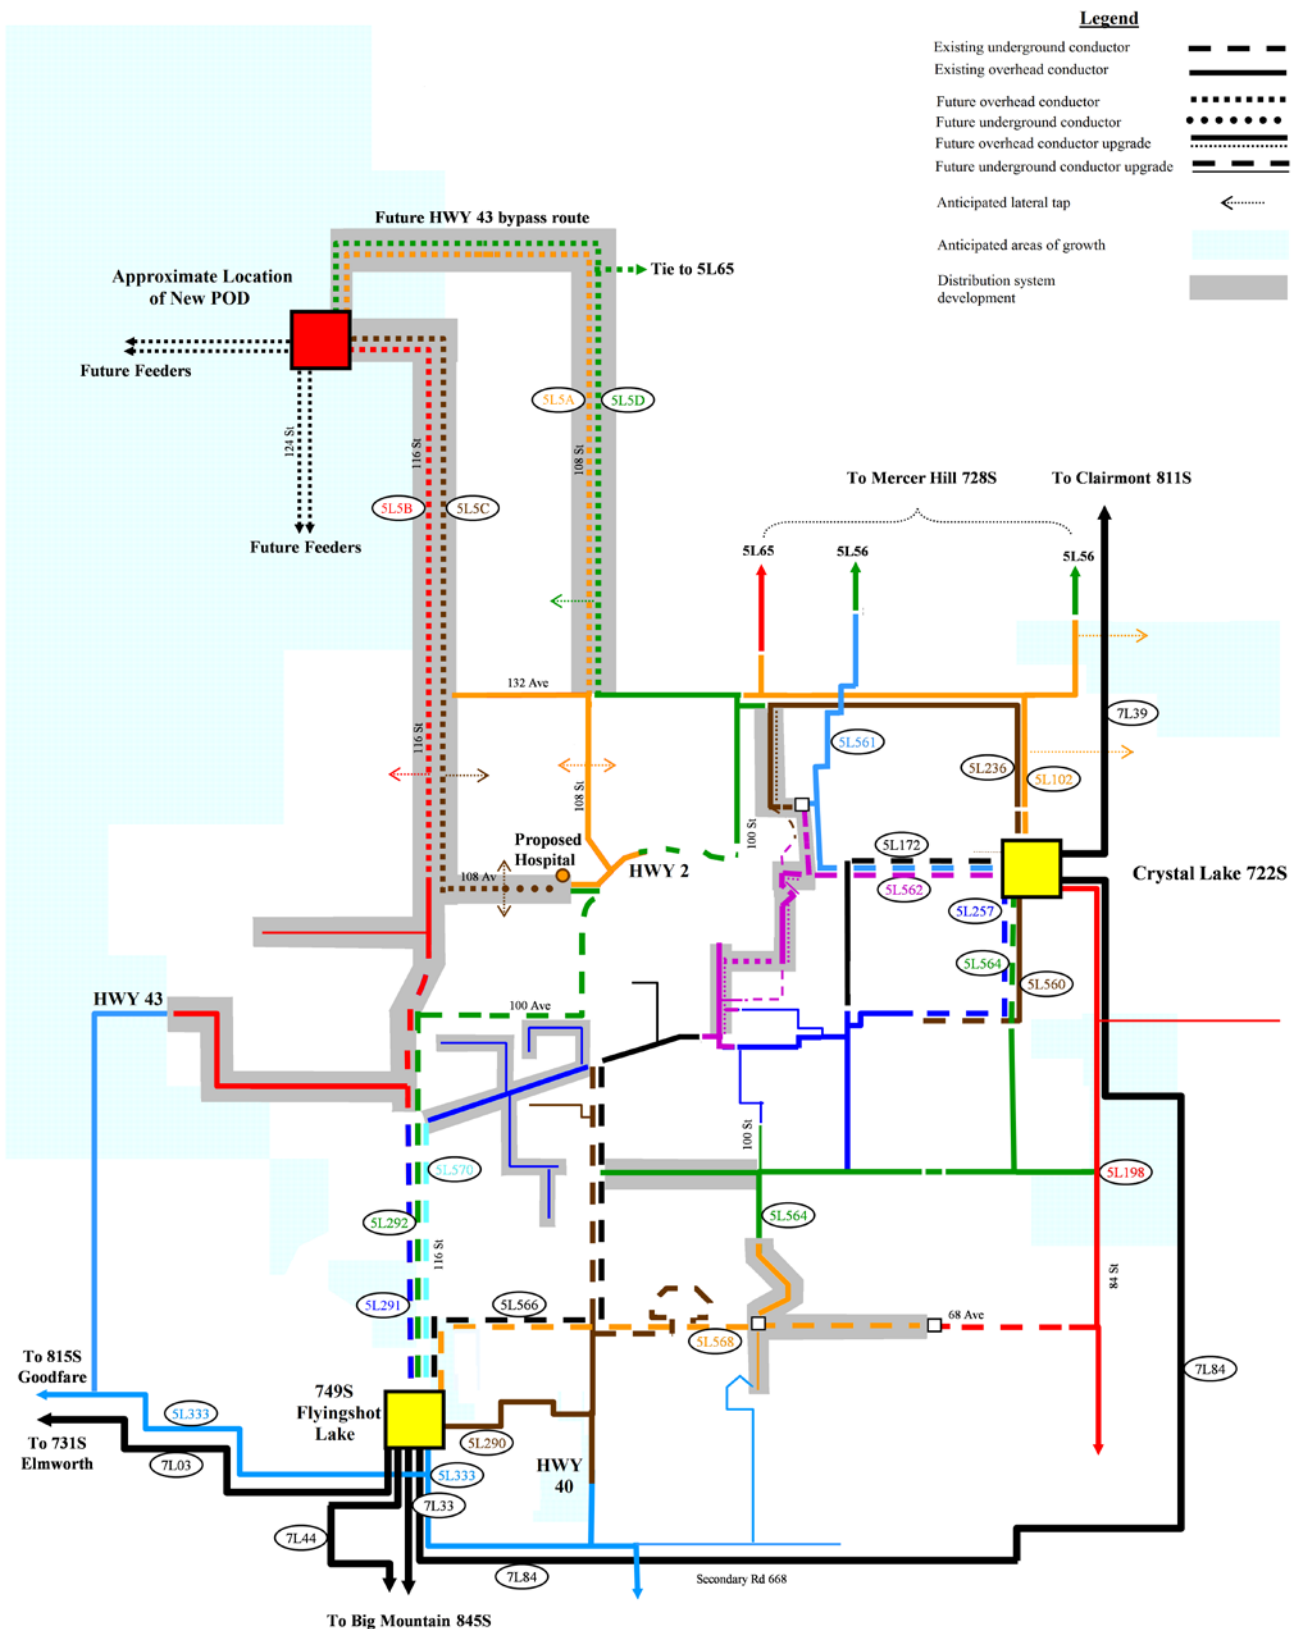 Legend
Existing underground conductor
Existing overhead conductor
Future overhead conductor
Future underground conductor
Future overhead conductor upgrade
Future underground conductor upgrade
Anticipated lateral tap
Anticipated areas of growth
Distribution system
development
Future HWY 43 bypass route
Tie to 5L65
Approximate Location
of New POD
Future Feeders
124 St
116 St
5L5A
5L5D
108 St
5L5B
5L5C
Future Feeders
To Mercer Hill 728S
To Clairmont 811S
5L65
5L56
5L56
132 Ave
7L39
116 St
108 St
5L561
5L236
5L102
100 St
Proposed
Hospital
HWY 2
108 Av
5L172
5L562
Crystal Lake 722S
5L257
5L564
5L560
HWY 43
100 Ave
100 St
5L570
5L198
5L292
5L564
116 St
84 St
5L291
5L566
68 Ave
5L568
To 815S
Goodfare
7L84
749S
Flyingshot
Lake
5L333
To 731S
Elmworth
5L290
7L03
5L333
HWY
40
7L33
7L44
7L84
Secondary Rd 668
To Big Mountain 845S